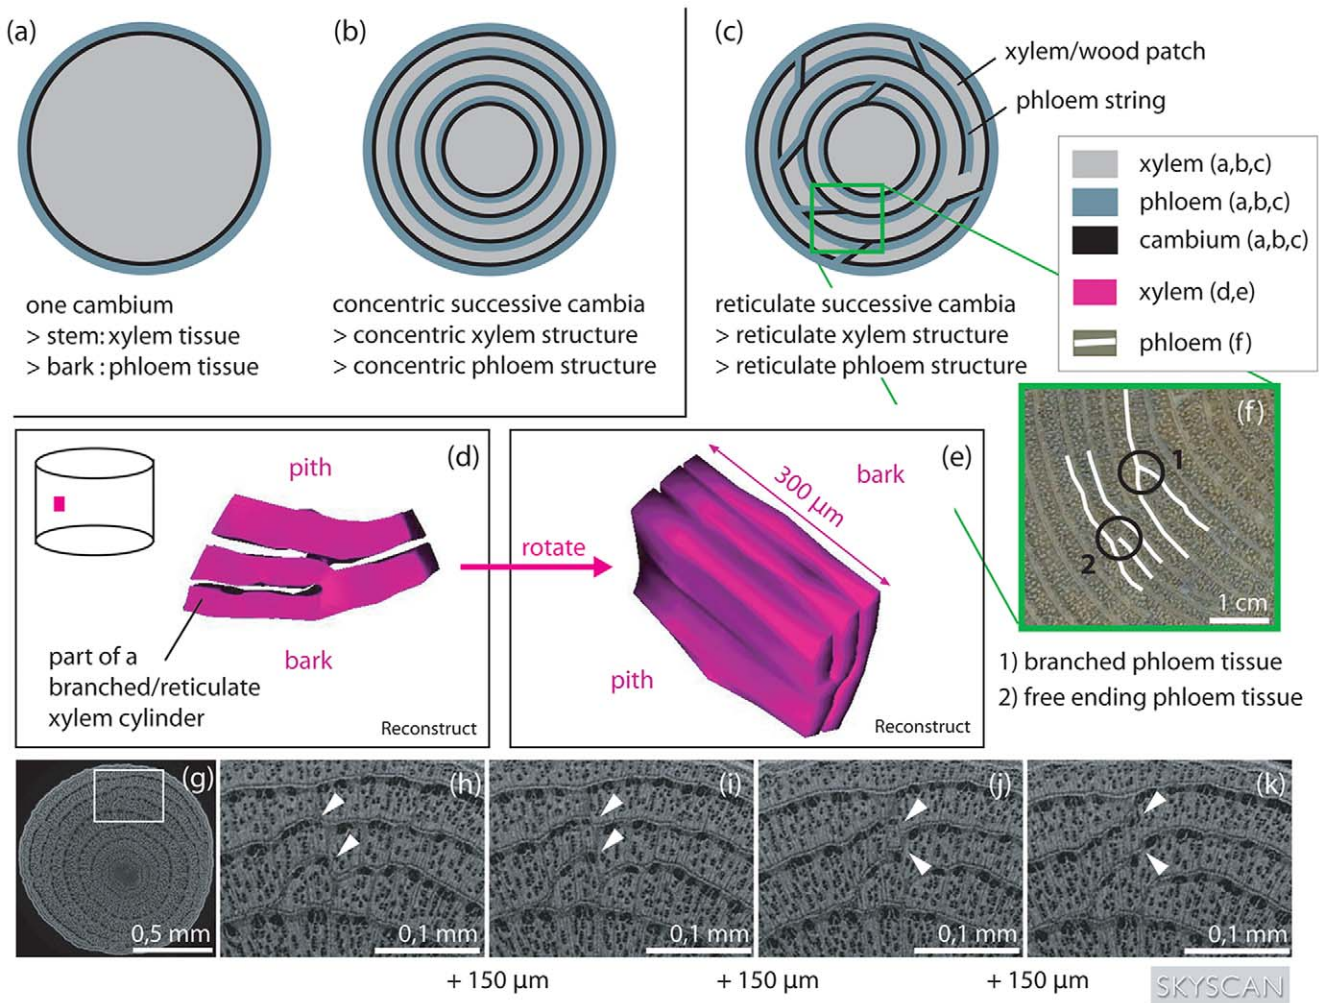 (a)
(b)
(c)
xylem/wood patch
phloem string
xylem (a,b,c)
phloem (a,b,c)
cambium (a,b,c)
xylem (d,e)
phloem (f)
one cambium
> stem: xylem tissue
> bark : phloem tissue
concentric successive cambia
> concentric xylem structure
> concentric phloem structure
reticulate successive cambia
> reticulate xylem structure
> reticulate phloem structure
(d)
pith
bark
part of a
branched/reticulate
xylem cylinder
Reconstruct
rotate
(e)
bark
300 µm
pith
Reconstruct
(f)
1
2
1 cm
1) branched phloem tissue
2) free ending phloem tissue
(g)
0,5 mm
(h)
0,1 mm
(i)
0,1 mm
(j)
0,1 mm
(k)
0,1 mm
+ 150 µm
+ 150 µm
+ 150 µm
SKYSCAN